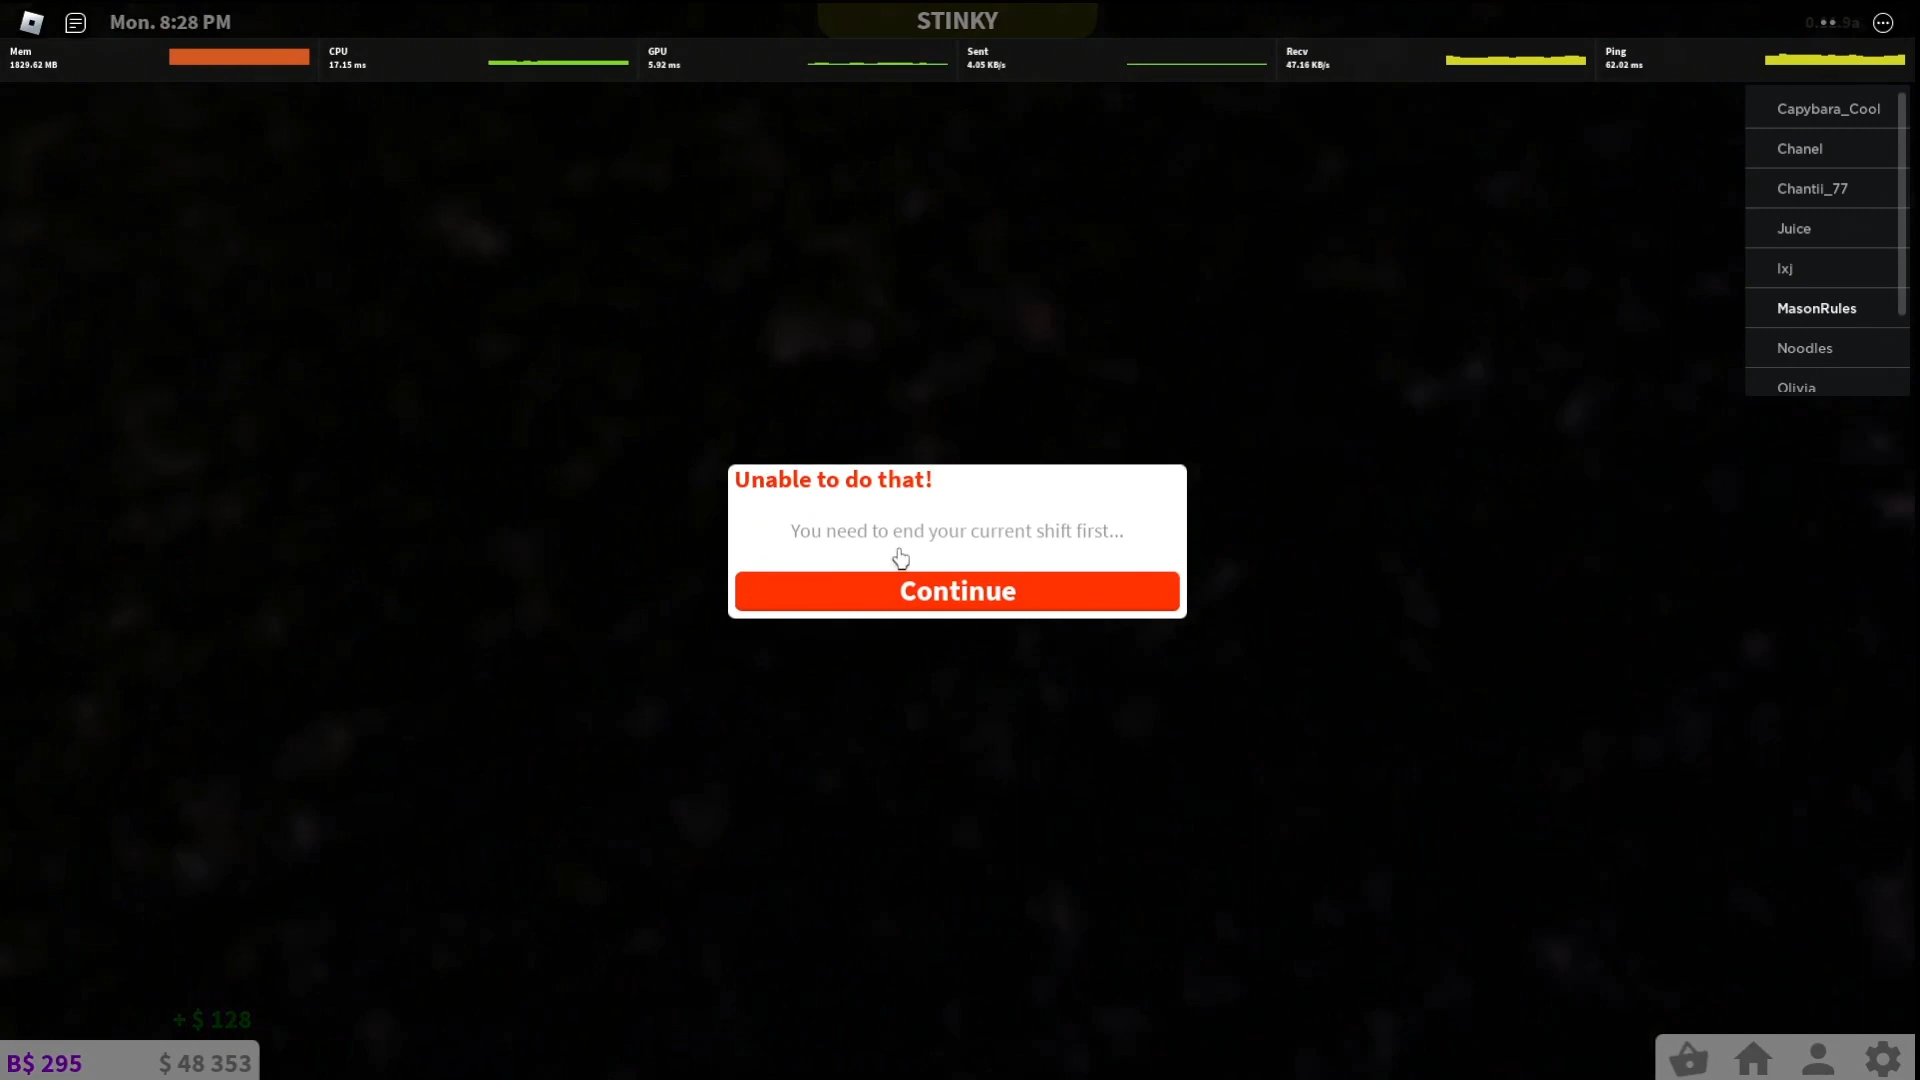 Mon. 8:28 PM
STINKY
Mem
1829.62 MB
CPU
17.15 ms
GPU
5.92 ms
Sent
4.05 KB/s
Recv
47.16 KB/s
Ping
62.02 ms
Capybara_Cool
Chanel
Chantii_77
Juice
lxj
MasonRules
Noodles
Olivia
Unable to do that!
You need to end your current shift first...
Continue
+ $ 128
B$ 295
$ 48 353